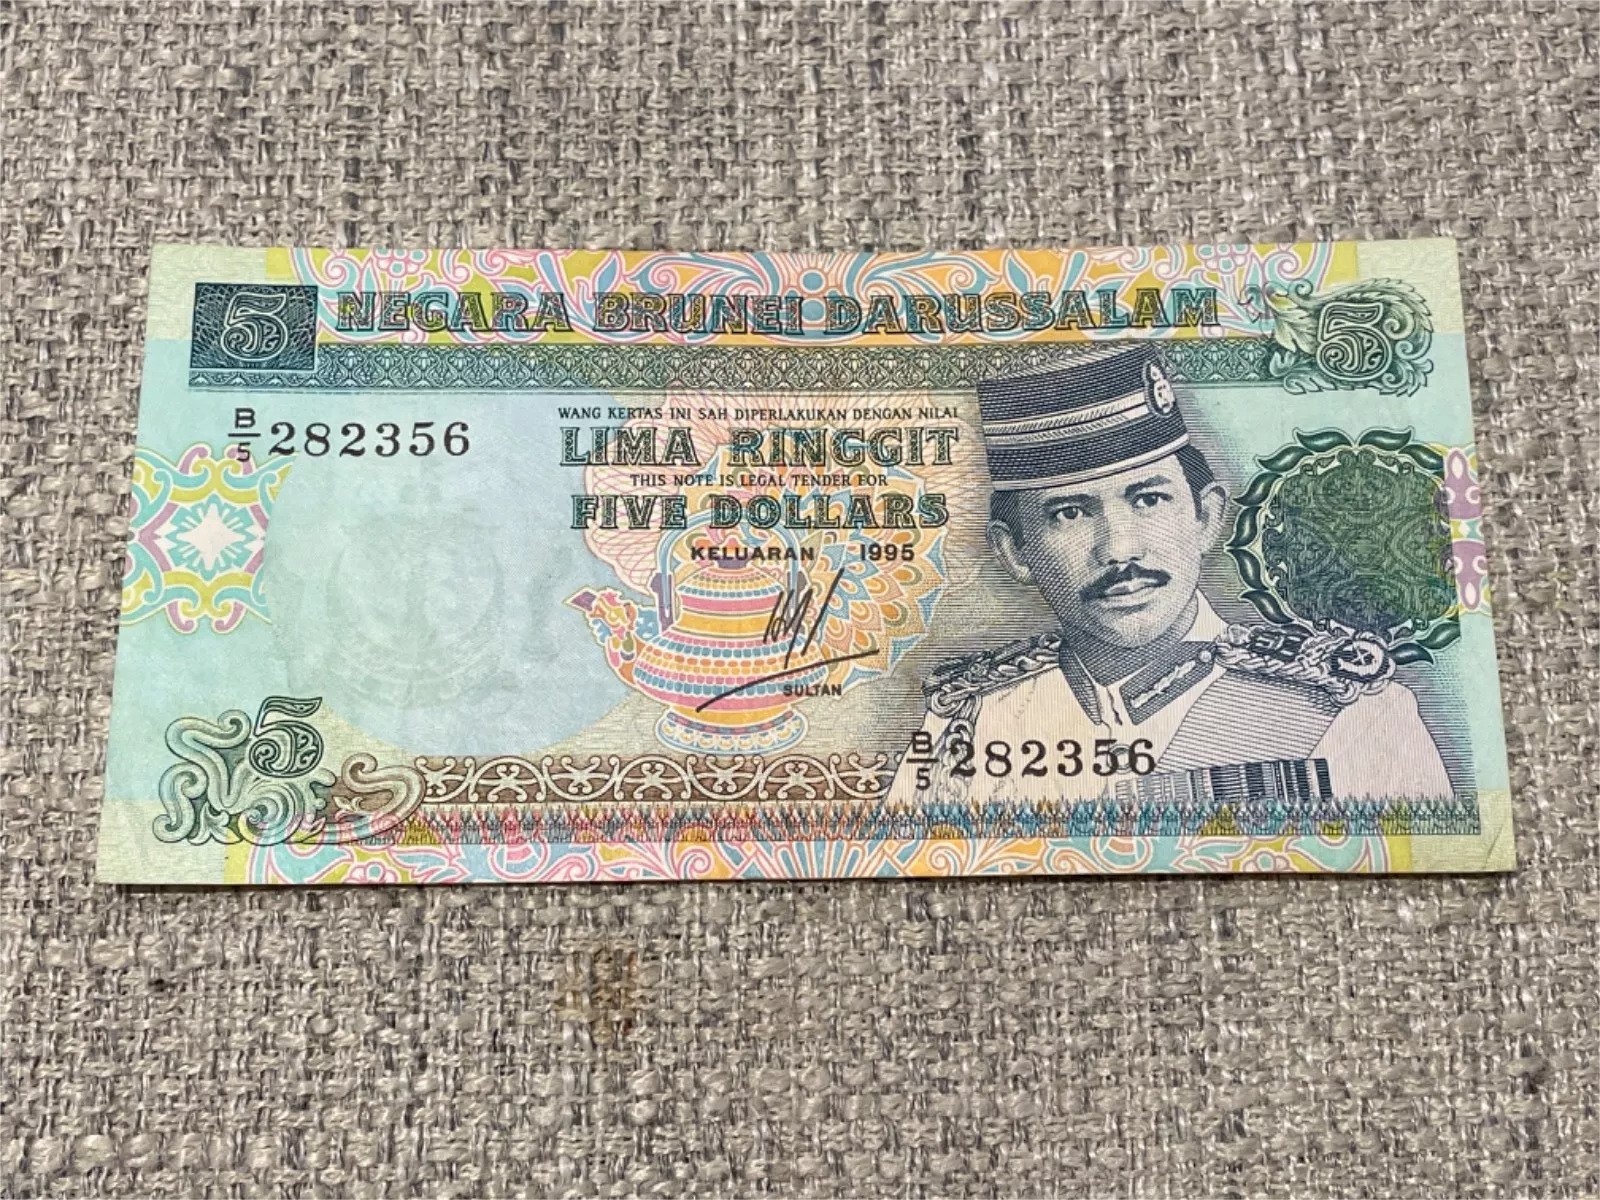 5 NEGARA BRUNEI DARUSSALAM 5
B/5 282356
WANG KERTAS INI SAH DIPERLAKUKAN DENGAN NILAI
LIMA RINGGIT
THIS NOTE IS LEGAL TENDER FOR
FIVE DOLLARS
KELUARAN 1995
SULTAN
5
B/5 282356